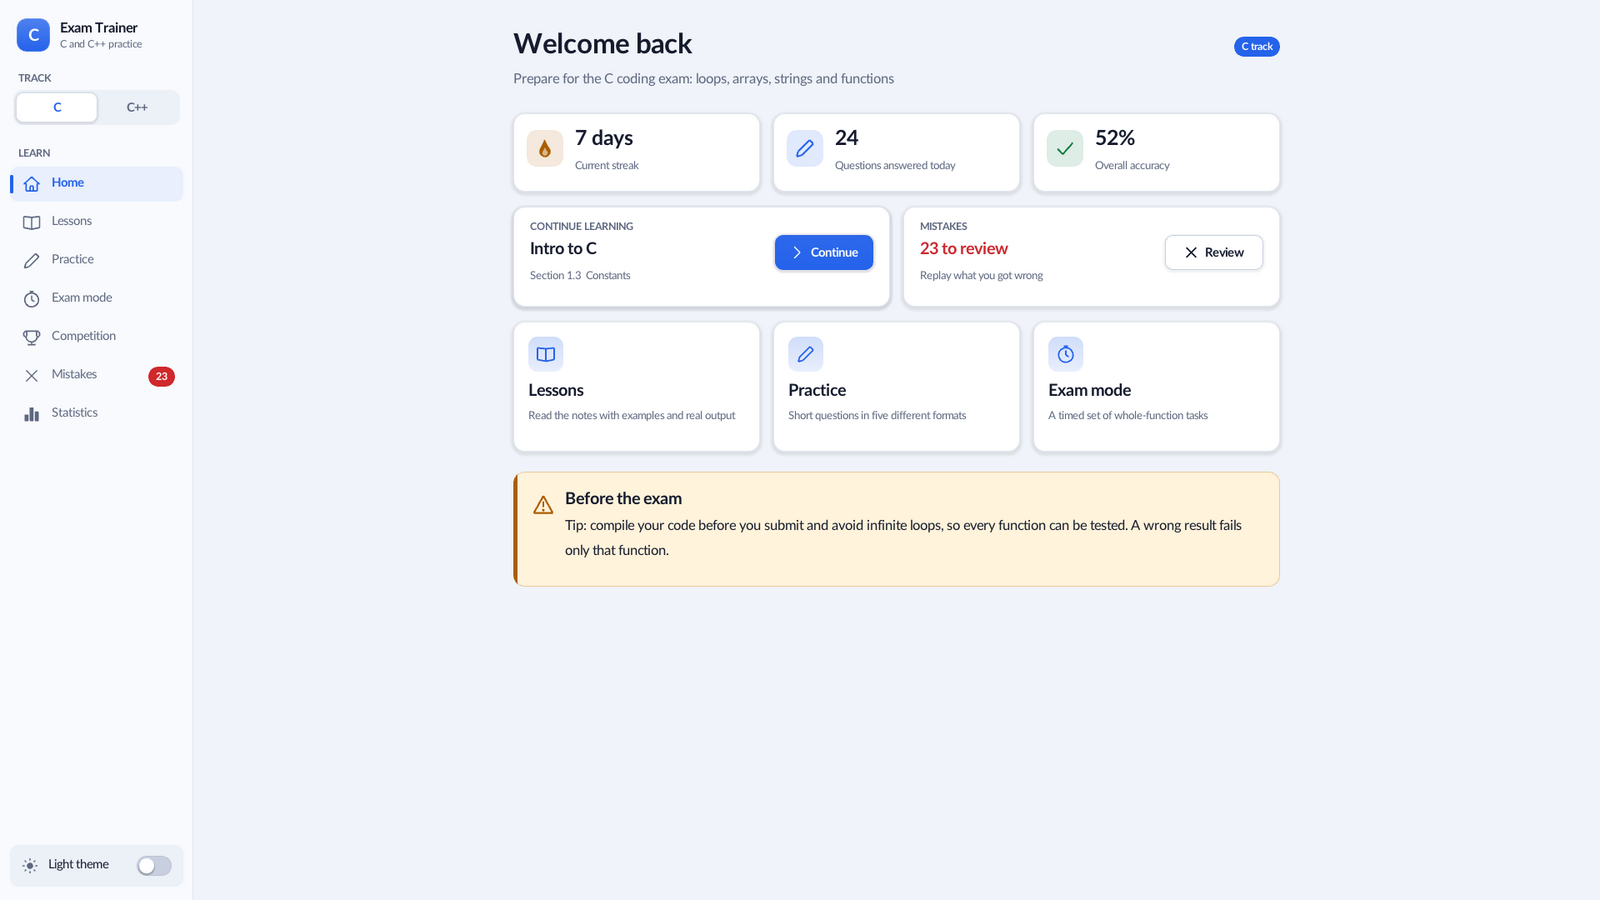 C
Exam Trainer
C and C++ practice
TRACK
C
C++
LEARN
Home
Lessons
Practice
Exam mode
Competition
Mistakes
23
Statistics
Light theme
Welcome back
C track
Prepare for the C coding exam: loops, arrays, strings and functions
7 days
Current streak
24
Questions answered today
52%
Overall accuracy
CONTINUE LEARNING
Intro to C
Section 1.3 Constants
Continue
MISTAKES
23 to review
Replay what you got wrong
Review
Lessons
Read the notes with examples and real output
Practice
Short questions in five different formats
Exam mode
A timed set of whole-function tasks
Before the exam
Tip: compile your code before you submit and avoid infinite loops, so every function can be tested. A wrong result fails
only that function.